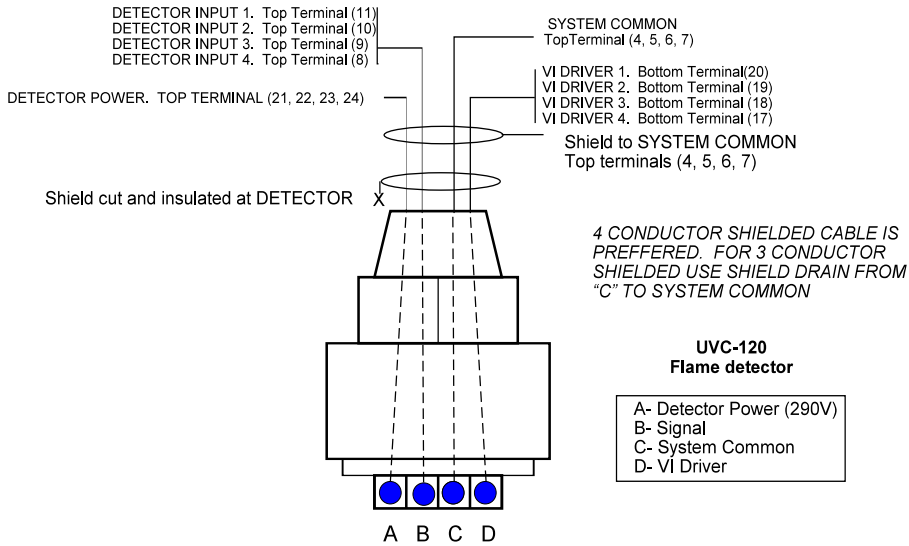 DETECTOR INPUT 1. Top Terminal (11)
DETECTOR INPUT 2. Top Terminal (10)
DETECTOR INPUT 3. Top Terminal (9)
DETECTOR INPUT 4. Top Terminal (8)
SYSTEM COMMON
TopTerminal (4, 5, 6, 7)
VI DRIVER 1. Bottom Terminal(20)
VI DRIVER 2. Bottom Terminal (19)
VI DRIVER 3. Bottom Terminal (18)
VI DRIVER 4. Bottom Terminal (17)
DETECTOR POWER. TOP TERMINAL (21, 22, 23, 24)
Shield to SYSTEM COMMON
Top terminals (4, 5, 6, 7)
Shield cut and insulated at DETECTOR X
4 CONDUCTOR SHIELDED CABLE IS
PREFFERED. FOR 3 CONDUCTOR
SHIELDED USE SHIELD DRAIN FROM
“C” TO SYSTEM COMMON
UVC-120
Flame detector
A- Detector Power (290V)
B- Signal
C- System Common
D- VI Driver
A B C D